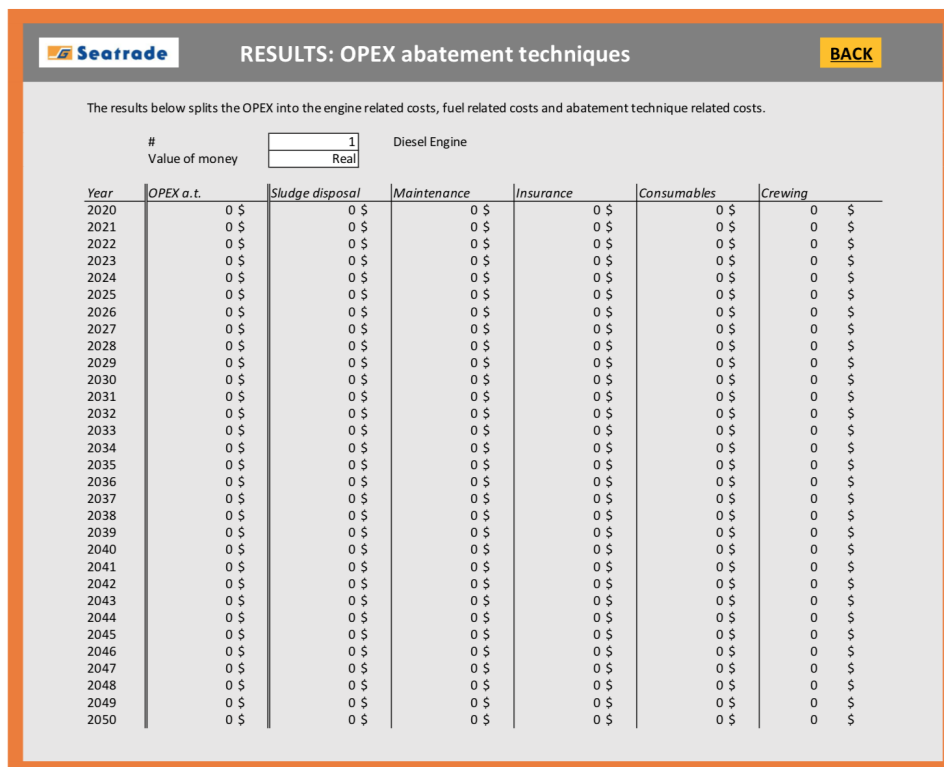 Seatrade RESULTS: OPEX abatement techniques BACK
The results below splits the OPEX into the engine related costs, fuel related costs and abatement technique related costs.
# 1 Diesel Engine
Value of money Real
Year OPEX a.t. Sludge disposal Maintenance Insurance Consumables Crewing
2020 0 $ 0 $ 0 $ 0 $ 0 $ 0 $
2021 0 $ 0 $ 0 $ 0 $ 0 $ 0 $
2022 0 $ 0 $ 0 $ 0 $ 0 $ 0 $
2023 0 $ 0 $ 0 $ 0 $ 0 $ 0 $
2024 0 $ 0 $ 0 $ 0 $ 0 $ 0 $
2025 0 $ 0 $ 0 $ 0 $ 0 $ 0 $
2026 0 $ 0 $ 0 $ 0 $ 0 $ 0 $
2027 0 $ 0 $ 0 $ 0 $ 0 $ 0 $
2028 0 $ 0 $ 0 $ 0 $ 0 $ 0 $
2029 0 $ 0 $ 0 $ 0 $ 0 $ 0 $
2030 0 $ 0 $ 0 $ 0 $ 0 $ 0 $
2031 0 $ 0 $ 0 $ 0 $ 0 $ 0 $
2032 0 $ 0 $ 0 $ 0 $ 0 $ 0 $
2033 0 $ 0 $ 0 $ 0 $ 0 $ 0 $
2034 0 $ 0 $ 0 $ 0 $ 0 $ 0 $
2035 0 $ 0 $ 0 $ 0 $ 0 $ 0 $
2036 0 $ 0 $ 0 $ 0 $ 0 $ 0 $
2037 0 $ 0 $ 0 $ 0 $ 0 $ 0 $
2038 0 $ 0 $ 0 $ 0 $ 0 $ 0 $
2039 0 $ 0 $ 0 $ 0 $ 0 $ 0 $
2040 0 $ 0 $ 0 $ 0 $ 0 $ 0 $
2041 0 $ 0 $ 0 $ 0 $ 0 $ 0 $
2042 0 $ 0 $ 0 $ 0 $ 0 $ 0 $
2043 0 $ 0 $ 0 $ 0 $ 0 $ 0 $
2044 0 $ 0 $ 0 $ 0 $ 0 $ 0 $
2045 0 $ 0 $ 0 $ 0 $ 0 $ 0 $
2046 0 $ 0 $ 0 $ 0 $ 0 $ 0 $
2047 0 $ 0 $ 0 $ 0 $ 0 $ 0 $
2048 0 $ 0 $ 0 $ 0 $ 0 $ 0 $
2049 0 $ 0 $ 0 $ 0 $ 0 $ 0 $
2050 0 $ 0 $ 0 $ 0 $ 0 $ 0 $